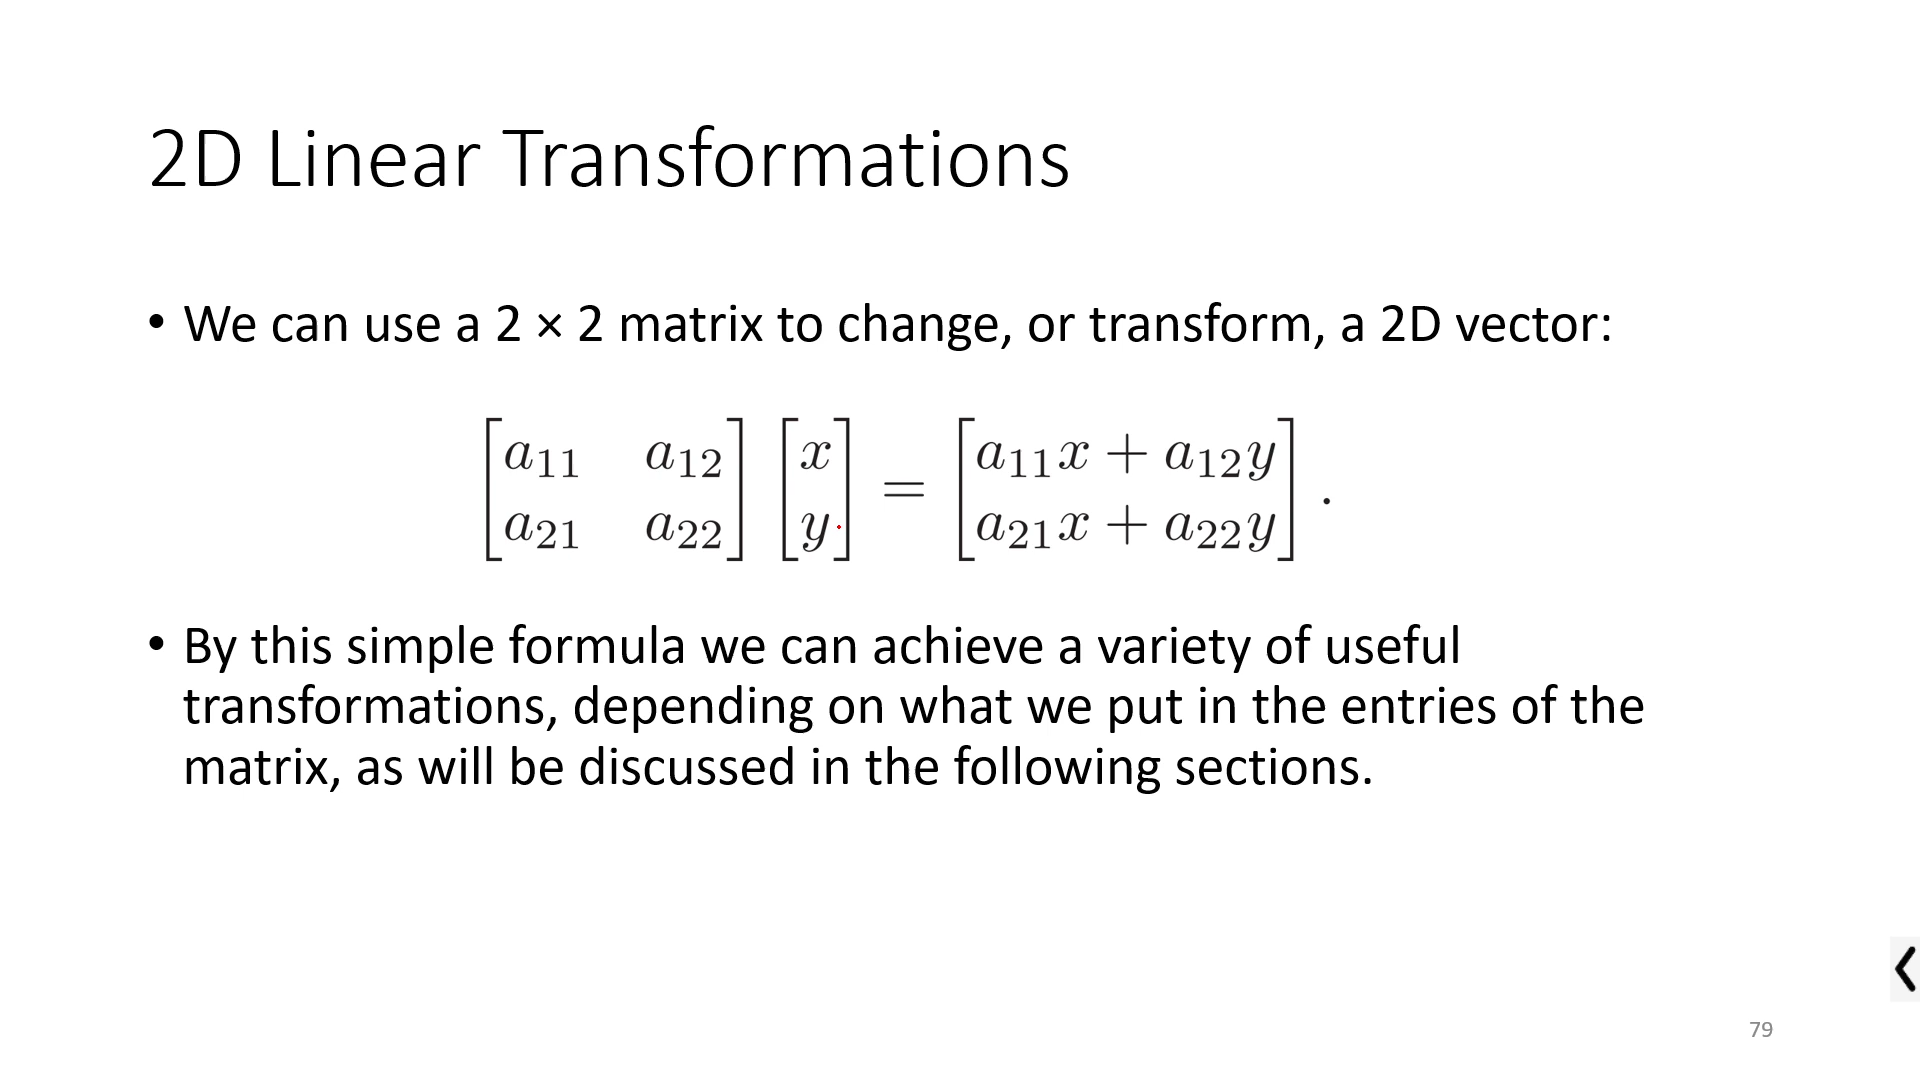 2D Linear Transformations
• We can use a 2 × 2 matrix to change, or transform, a 2D vector:
[a₁₁ a₁₂] [x] = [a₁₁x + a₁₂y]
[a₂₁ a₂₂] [y] [a₂₁x + a₂₂y] .
• By this simple formula we can achieve a variety of useful
transformations, depending on what we put in the entries of the
matrix, as will be discussed in the following sections.
79